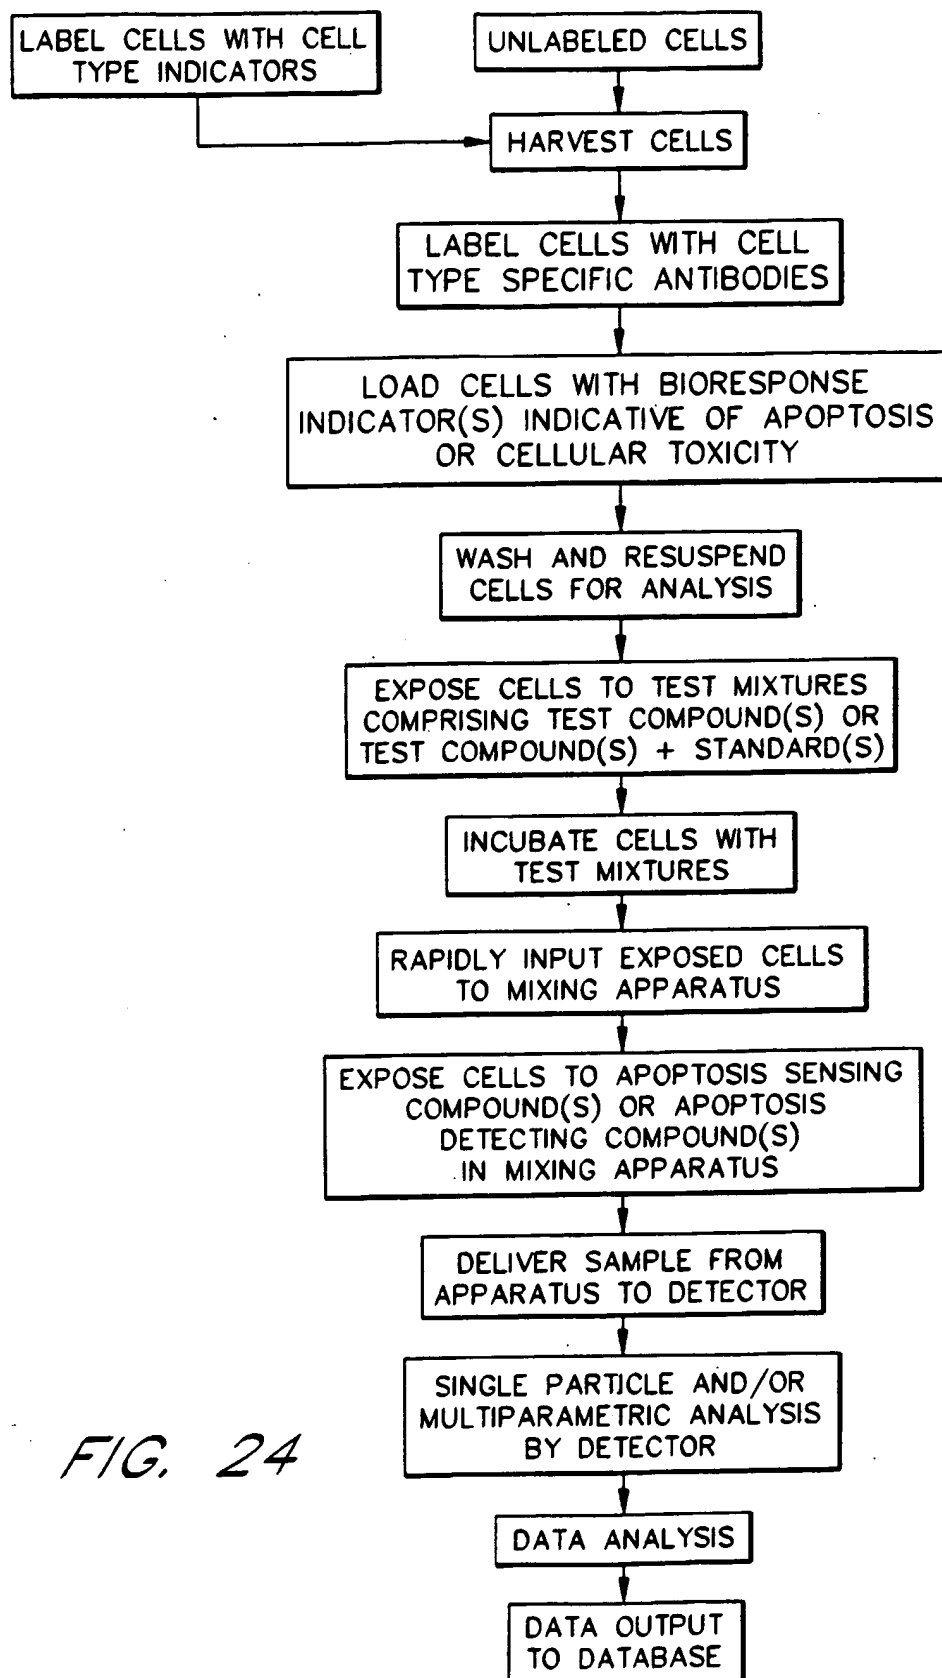 LABEL CELLS WITH CELL
TYPE INDICATORS
UNLABELED CELLS
HARVEST CELLS
LABEL CELLS WITH CELL
TYPE SPECIFIC ANTIBODIES
LOAD CELLS WITH BIORESPONSE
INDICATOR(S) INDICATIVE OF APOPTOSIS
OR CELLULAR TOXICITY
WASH AND RESUSPEND
CELLS FOR ANALYSIS
EXPOSE CELLS TO TEST MIXTURES
COMPRISING TEST COMPOUND(S) OR
TEST COMPOUND(S) + STANDARD(S)
INCUBATE CELLS WITH
TEST MIXTURES
RAPIDLY INPUT EXPOSED CELLS
TO MIXING APPARATUS
EXPOSE CELLS TO APOPTOSIS SENSING
COMPOUND(S) OR APOPTOSIS
DETECTING COMPOUND(S)
IN MIXING APPARATUS
DELIVER SAMPLE FROM
APPARATUS TO DETECTOR
SINGLE PARTICLE AND/OR
MULTIPARAMETRIC ANALYSIS
BY DETECTOR
FIG. 24
DATA ANALYSIS
DATA OUTPUT
TO DATABASE